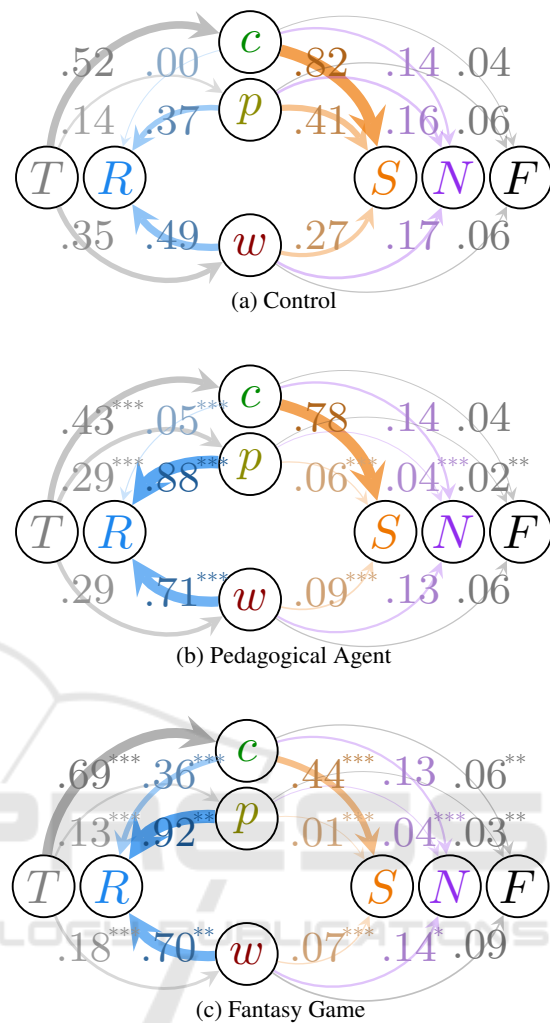 c
.52 .00 .82 .14 .04
p
.14 .37 .41 .16 .06
T R S N F
.35 .49 w .27 .17 .06
(a) Control
c
.43*** .05*** .78 .14 .04
p
.29*** .88*** .06*** .04*** .02**
T R S N F
.29 .71*** w .09*** .13 .06
(b) Pedagogical Agent
c
.69*** .36*** .44*** .13 .06**
p
.13*** .92** .01*** .04*** .03**
T R S N F
.18*** .70** w .07*** .14* .09
(c) Fantasy Game